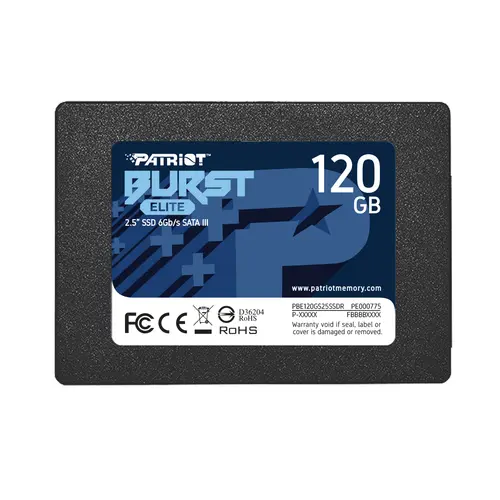 PATRIOT
BURST
ELITE
2.5" SSD 6Gb/s SATA III
120
GB
www.patriotmemory.com
PBE120GS25SSDR PE000775
P-XXXXX FBBBBXXXX
Warranty void if seal, label or
cover is damaged or removed.
FC CE
D36204
RoHS
RoHS